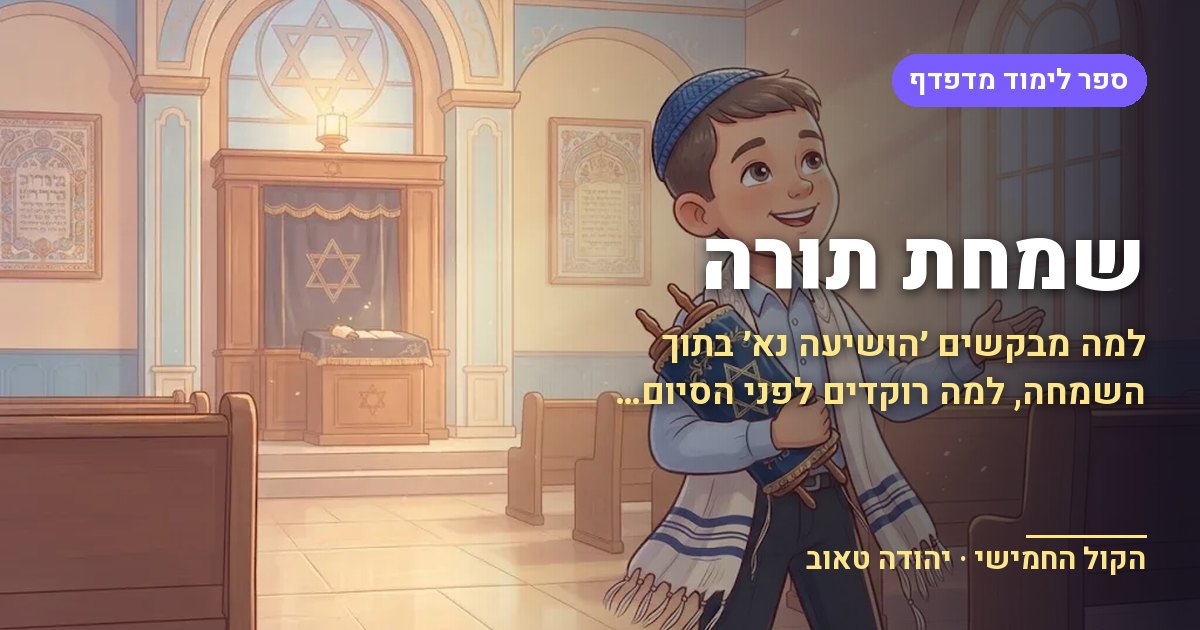 ספר לימוד מדפדף
שמחת תורה
למה מבקשים ׳הושיעה נא׳ בתוך
השמחה, למה רוקדים לפני הסיום...
הקול החמישי · יהודה טאוב